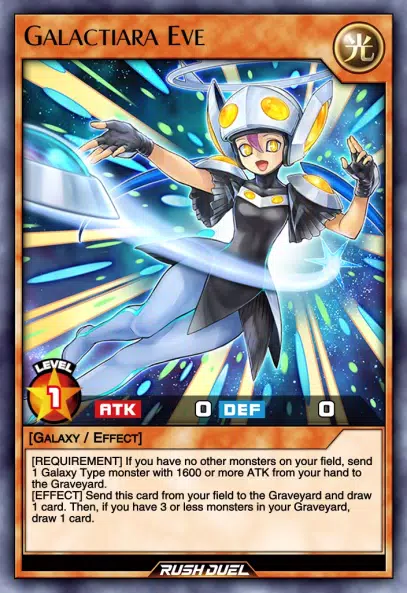 GALACTIARA EVE
光
LEVEL
1
ATK 0 DEF 0
[GALAXY / EFFECT]
[REQUIREMENT] If you have no other monsters on your field, send
1 Galaxy Type monster with 1600 or more ATK from your hand to
the Graveyard.
[EFFECT] Send this card from your field to the Graveyard and draw
1 card. Then, if you have 3 or less monsters in your Graveyard,
draw 1 card.
RUSH DUEL